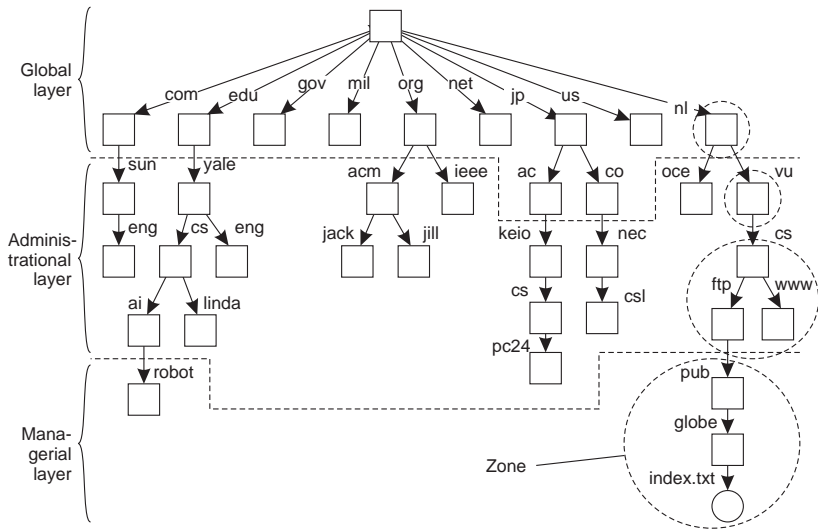 Global
layer
com
edu
gov
mil
org
net
jp
us
nl
sun
yale
acm
ieee
ac
co
oce
vu
Adminis-
trational
layer
eng
cs
eng
jack
jill
keio
nec
cs
ai
linda
cs
csl
ftp
www
pc24
robot
pub
Mana-
gerial
layer
globe
Zone
index.txt